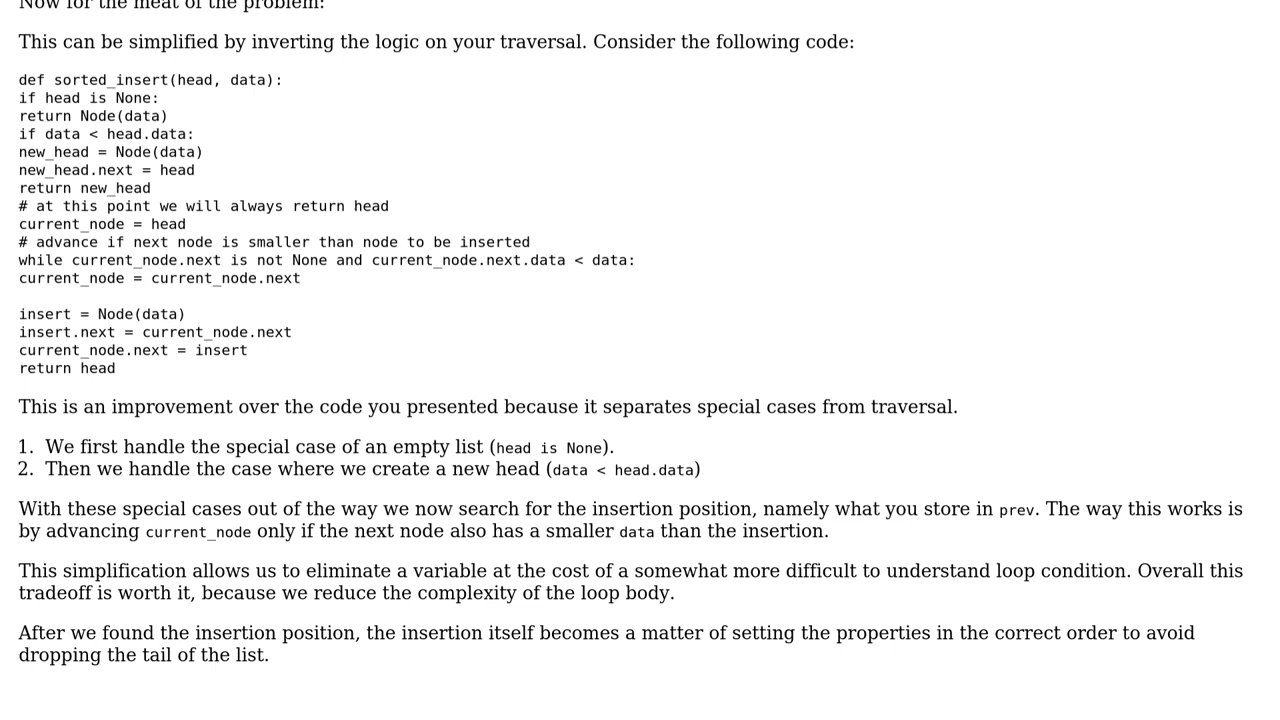 Now for the meat of the problem:
This can be simplified by inverting the logic on your traversal. Consider the following code:
def sorted_insert(head, data):
if head is None:
return Node(data)
if data < head.data:
new_head = Node(data)
new_head.next = head
return new_head
# at this point we will always return head
current_node = head
# advance if next node is smaller than node to be inserted
while current_node.next is not None and current_node.next.data < data:
current_node = current_node.next
insert = Node(data)
insert.next = current_node.next
current_node.next = insert
return head
This is an improvement over the code you presented because it separates special cases from traversal.
1. We first handle the special case of an empty list (head is None).
2. Then we handle the case where we create a new head (data < head.data)
With these special cases out of the way we now search for the insertion position, namely what you store in prev. The way this works is
by advancing current_node only if the next node also has a smaller data than the insertion.
This simplification allows us to eliminate a variable at the cost of a somewhat more difficult to understand loop condition. Overall this
tradeoff is worth it, because we reduce the complexity of the loop body.
After we found the insertion position, the insertion itself becomes a matter of setting the properties in the correct order to avoid
dropping the tail of the list.